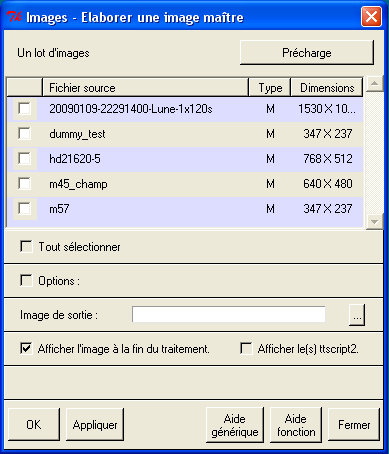 Images - Elaborer une image maître
Un lot d'images
Précharge
Fichier source Type Dimensions
20090109-22291400-Lune-1x120s M 1530 X 10...
dummy_test M 347 X 237
hd21620-5 M 768 X 512
m45_champ M 640 X 480
m57 M 347 X 237
Tout sélectionner
Options :
Image de sortie : ...
Afficher l'image à la fin du traitement. Afficher le(s) ttscript2.
OK Appliquer Aide générique Aide fonction Fermer